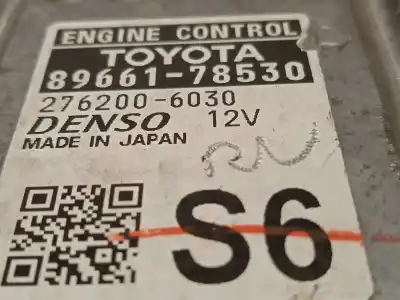 ENGINE CONTROL
TOYOTA
89661-78530
276200-6030
DENSO 12V
MADE IN JAPAN
S6